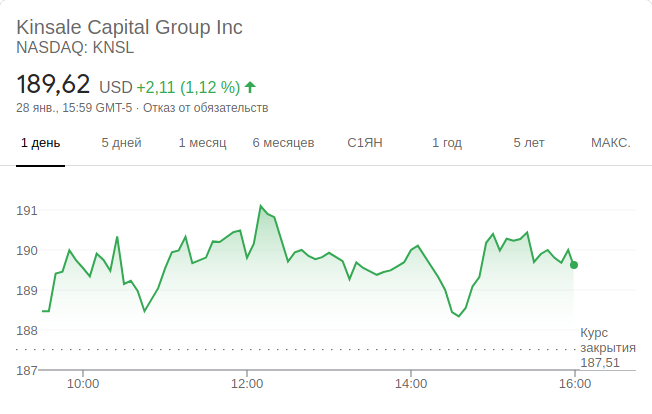 Kinsale Capital Group Inc
NASDAQ: KNSL
189,62 USD +2,11 (1,12 %)
28 янв., 15:59 GMT-5 · Отказ от обязательств
1 день 5 дней 1 месяц 6 месяцев С1ЯН 1 год 5 лет МАКС.
191
190
189
188
187
Курс
закрытия
187,51
10:00 12:00 14:00 16:00